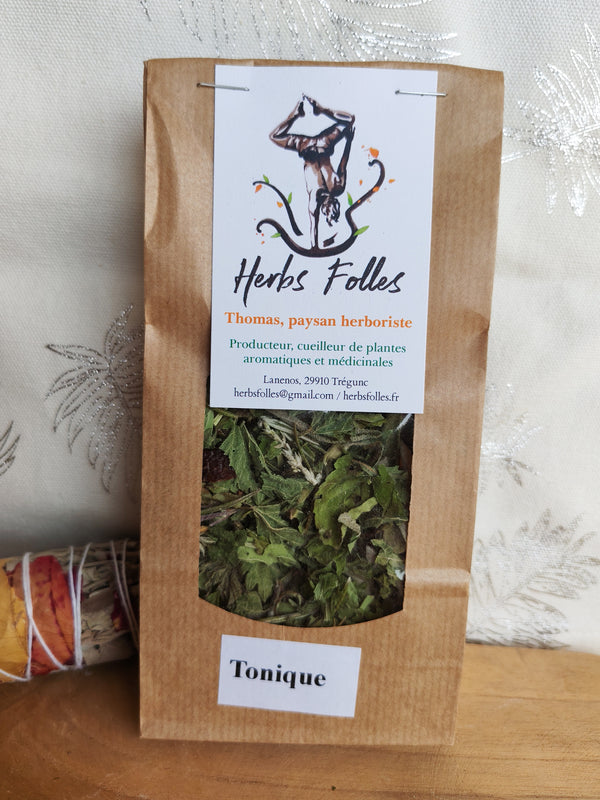 Herbs Folles
Thomas, paysan herboriste
Producteur, cueilleur de plantes
aromatiques et médicinales
Lanenos, 29910 Trégunc
herbsfolles@gmail.com / herbsfolles.fr
Tonique